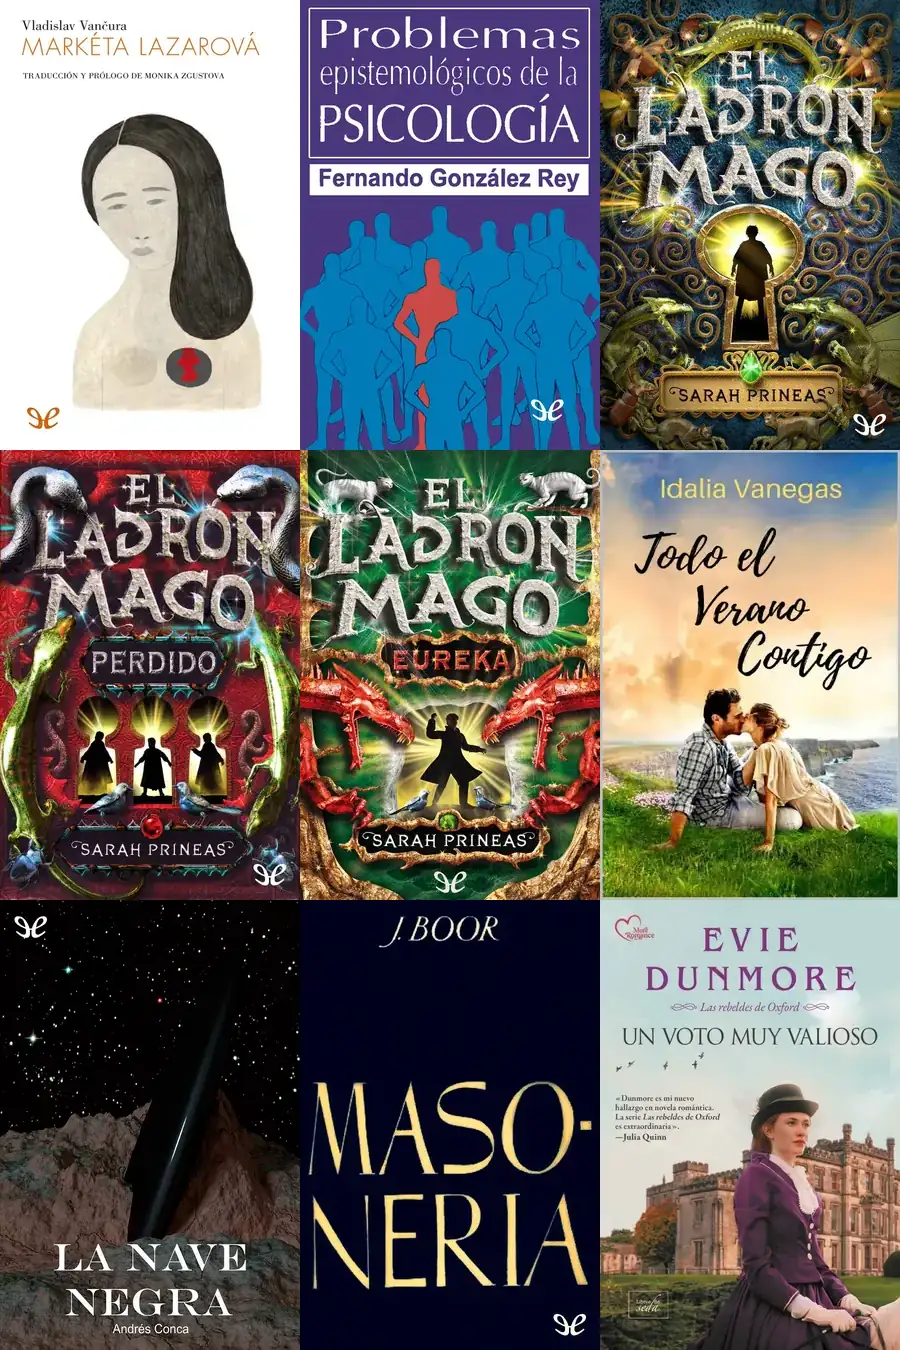 Vladislav Vančura
MARKÉTA LAZAROVÁ
TRADUCCIÓN Y PRÓLOGO DE MONIKA ZGUSTOVA
Problemas
epistemológicos de la
PSICOLOGÍA
Fernando González Rey
EL
LADRÓN
MAGO
SARAH PRINEAS
EL
LADRÓN
MAGO
PERDIDO
SARAH PRINEAS
EL
LADRÓN
MAGO
EUREKA
SARAH PRINEAS
Idalia Vanegas
Todo el
Verano
Contigo
LA NAVE
NEGRA
Andrés Conca
J. BOOR
MASO-
NERIA
Romance
EVIE
DUNMORE
Las rebeldes de Oxford
UN VOTO MUY VALIOSO
«Dunmore es mi nuevo
hallazgo en novela romántica.
La serie Las rebeldes de Oxford
es extraordinaria».
—Julia Quinn
seda